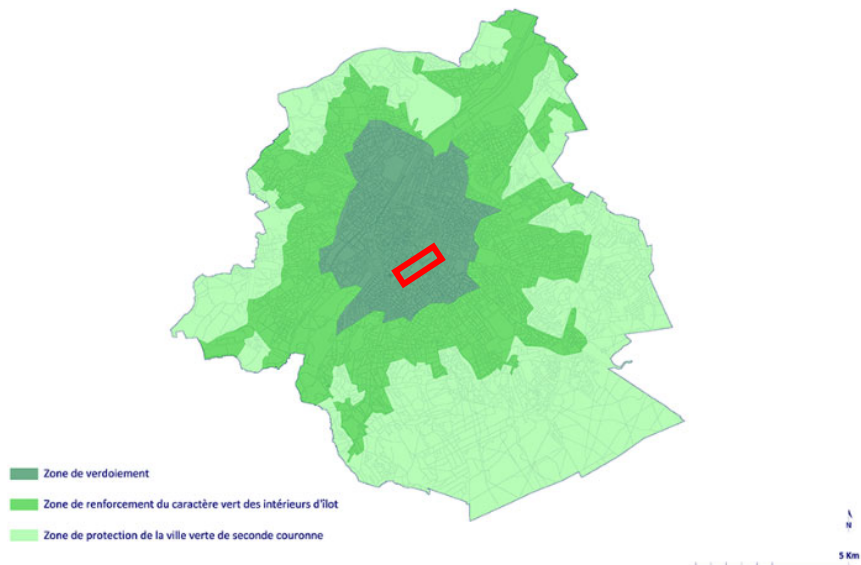 Zone de verdoiement
Zone de renforcement du caractère vert des intérieurs d'îlot
Zone de protection de la ville verte de seconde couronne
N
5 Km